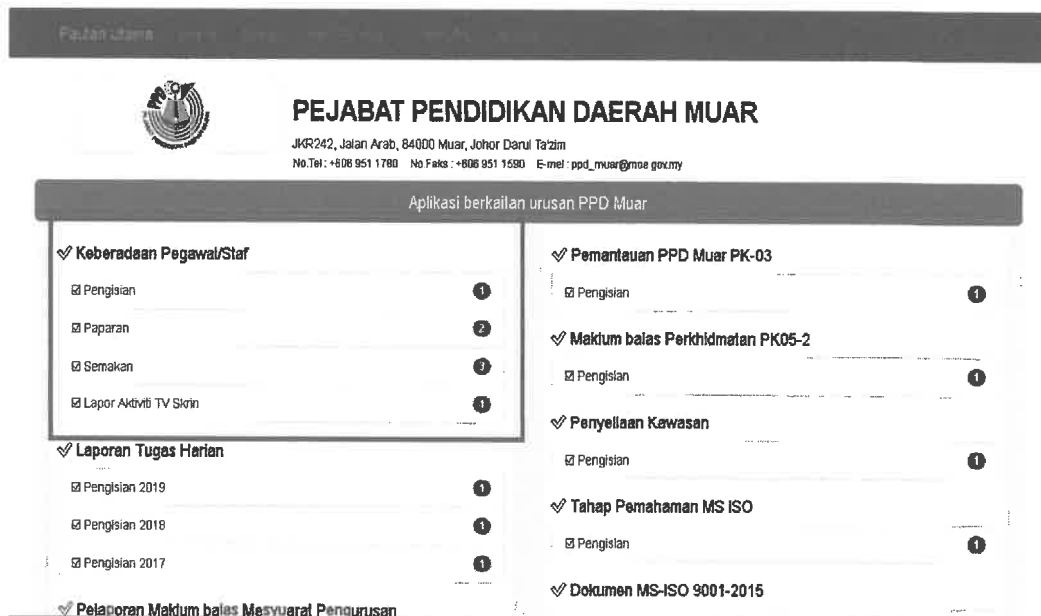 Pautan Utama
PPD
PEJABAT PENDIDIKAN DAERAH MUAR
JKR242, Jalan Arab, 84000 Muar, Johor Darul Ta'zim
No.Tel : +606 951 1780 No Faks : +606 951 1590 E-mel : ppd_muar@moe.gov.my
Aplikasi berkaitan urusan PPD Muar
Keberadaan Pegawai/Staf
Pengisian 1
Paparan 2
Semakan 3
Lapor Aktiviti TV Skrin 4
Laporan Tugas Harian
Pengisian 2019 1
Pengisian 2018 1
Pengisian 2017 1
Pelaporan Maklum balas Mesyuarat Pengurusan
Pemantauan PPD Muar PK-03
Pengisian 1
Maklum balas Perkhidmatan PK05-2
Pengisian 1
Penyeliaan Kawasan
Pengisian 1
Tahap Pemahaman MS ISO
Pengisian 1
Dokumen MS-ISO 9001-2015